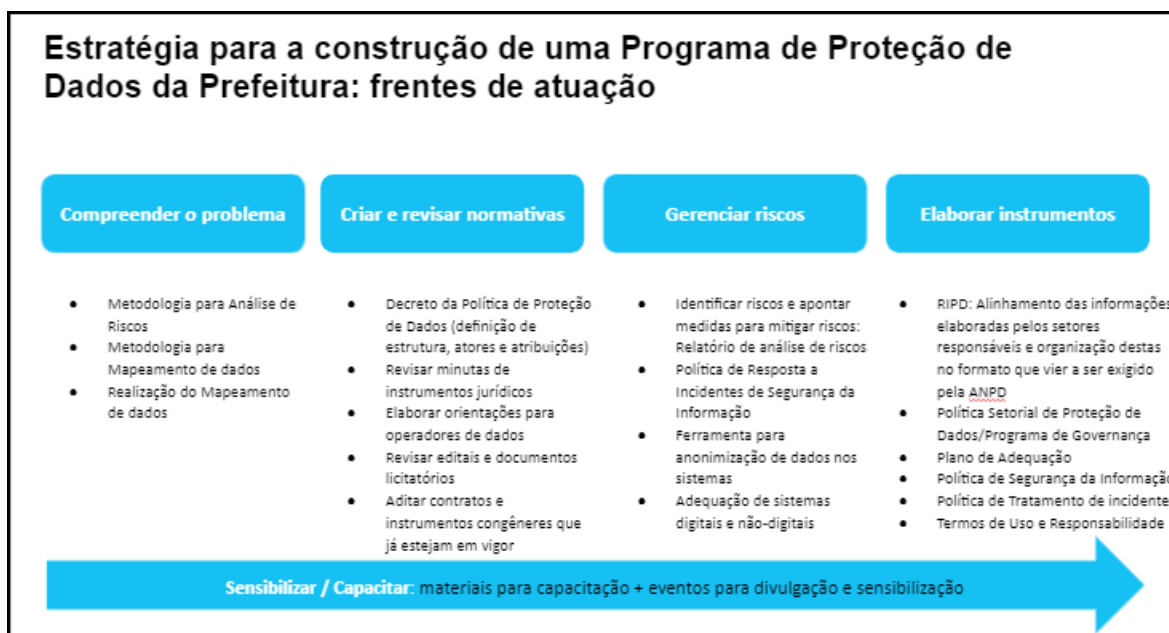 Estratégia para a construção de uma Programa de Proteção de
Dados da Prefeitura: frentes de atuação
Compreender o problema
• Metodologia para Análise de
Riscos
• Metodologia para
Mapeamento de dados
• Realização do Mapeamento
de dados
Criar e revisar normativas
• Decreto da Política de Proteção
de Dados (definição de
estrutura, atores e atribuições)
• Revisar minutas de
instrumentos jurídicos
• Elaborar orientações para
operadores de dados
• Revisar editais e documentos
licitatórios
• Aditar contratos e
instrumentos congêneres que
já estejam em vigor
Gerenciar riscos
• Identificar riscos e apontar
medidas para mitigar riscos:
Relatório de análise de riscos
• Política de Resposta a
Incidentes de Segurança da
Informação
• Ferramenta para
anonimização de dados nos
sistemas
• Adequação de sistemas
digitais e não-digitais
Elaborar instrumentos
• RIPD: Alinhamento das informações
elaboradas pelos setores
responsáveis e organização destas
no formato que vier a ser exigido
pela ANPD
• Política Setorial de Proteção de
Dados/Programa de Governança
• Plano de Adequação
• Política de Segurança da Informação
• Política de Tratamento de incidente
• Termos de Uso e Responsabilidade
Sensibilizar / Capacitar: materiais para capacitação + eventos para divulgação e sensibilização